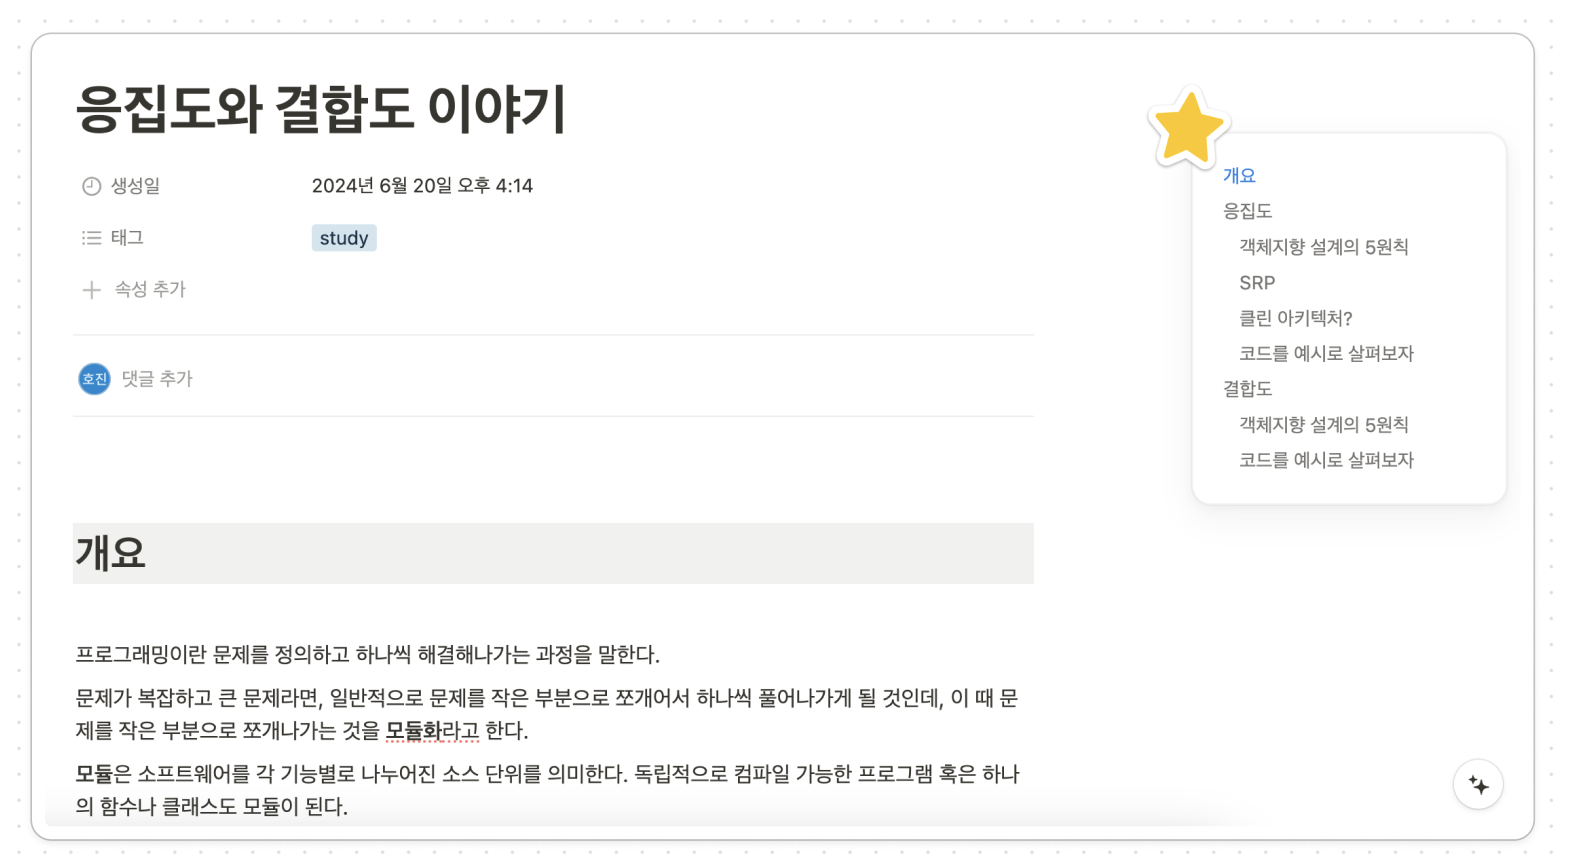 응집도와 결합도 이야기
생성일 2024년 6월 20일 오후 4:14
태그 study
속성 추가
호진 댓글 추가
개요
프로그래밍이란 문제를 정의하고 하나씩 해결해나가는 과정을 말한다.
문제가 복잡하고 큰 문제라면, 일반적으로 문제를 작은 부분으로 쪼개어서 하나씩 풀어나가게 될 것인데, 이 때 문
제를 작은 부분으로 쪼개나가는 것을 모듈화라고 한다.
모듈은 소프트웨어를 각 기능별로 나누어진 소스 단위를 의미한다. 독립적으로 컴파일 가능한 프로그램 혹은 하나
의 함수나 클래스도 모듈이 된다.
개요
응집도
객체지향 설계의 5원칙
SRP
클린 아키텍처?
코드를 예시로 살펴보자
결합도
객체지향 설계의 5원칙
코드를 예시로 살펴보자